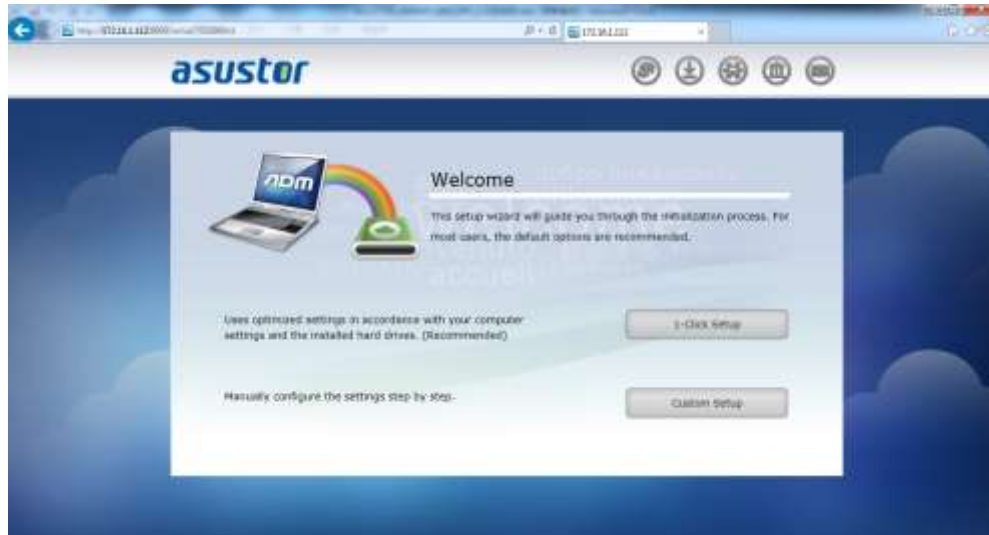 asustor
ADM
Welcome
This setup wizard will guide you through the initialization process. For
most users, the default options are recommended.
Uses optimized settings in accordance with your computer
settings and the installed hard drives. (Recommended)
1-Click Setup
Manually configure the settings step by step.
Custom Setup